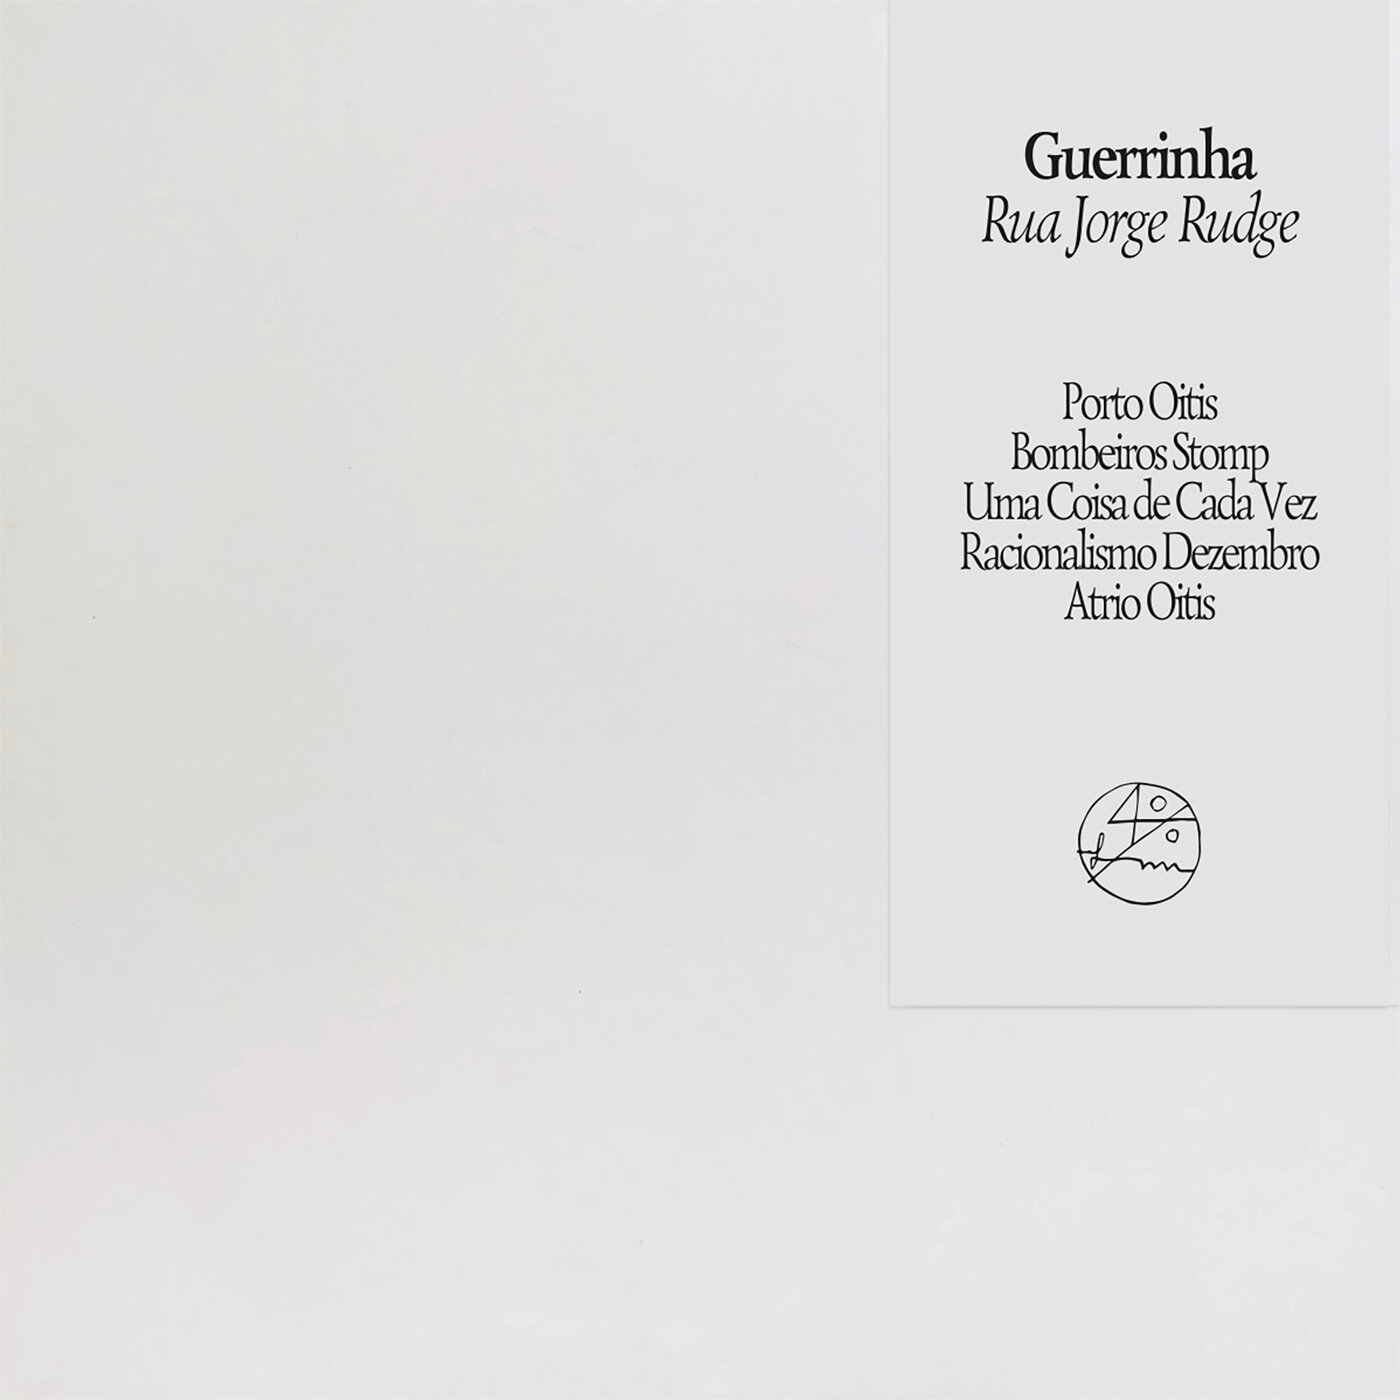 Guerrinha
Rua Jorge Rudge
Porto Oitis
Bombeiros Stomp
Uma Coisa de Cada Vez
Racionalismo Dezembro
Atrio Oitis